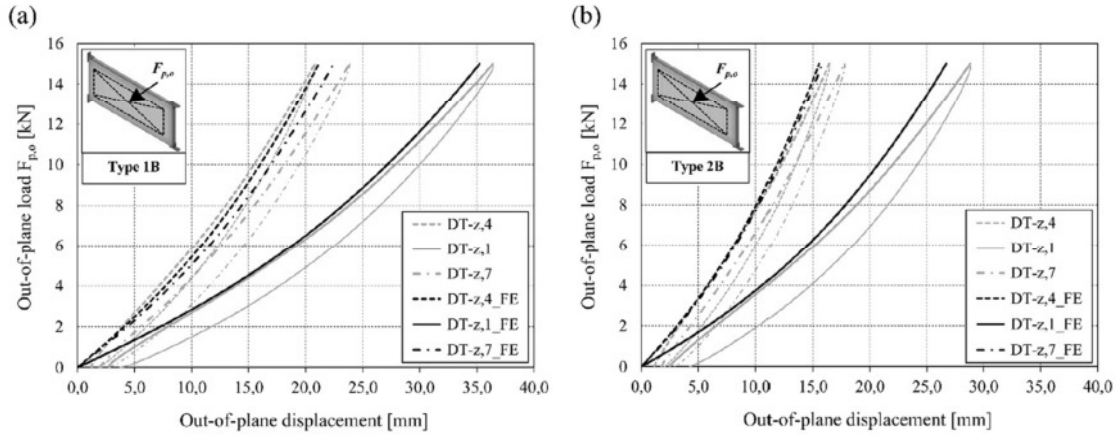 (a)
16
14
12
10
8
6
4
2
0
Out-of-plane load Fp,o [kN]
Fp,o
Type 1B
DT-z,4
DT-z,1
DT-z,7
DT-z,4_FE
DT-z,1_FE
DT-z,7_FE
0,0 5,0 10,0 15,0 20,0 25,0 30,0 35,0 40,0
Out-of-plane displacement [mm]
(b)
16
14
12
10
8
6
4
2
0
Out-of-plane load Fp,o [kN]
Fp,o
Type 2B
DT-z,4
DT-z,1
DT-z,7
DT-z,4_FE
DT-z,1_FE
DT-z,7_FE
0,0 5,0 10,0 15,0 20,0 25,0 30,0 35,0 40,0
Out-of-plane displacement [mm]